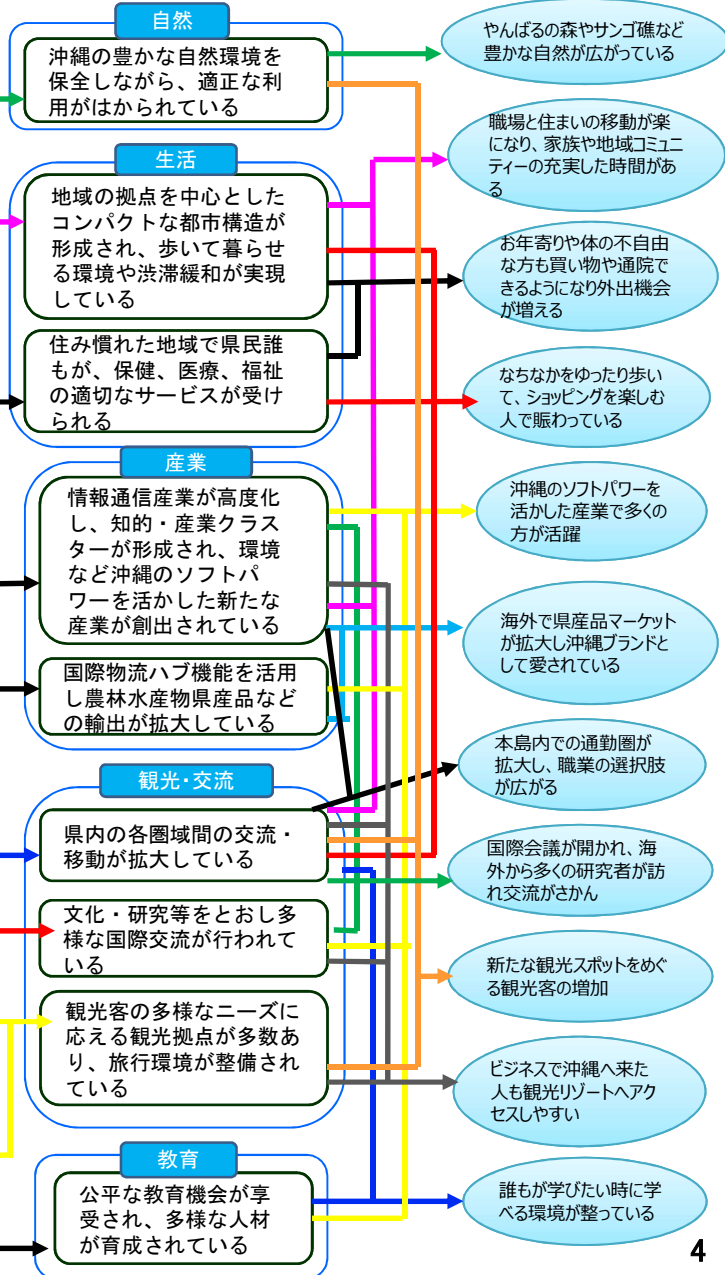 自然
沖縄の豊かな自然環境を
保全しながら、適正な利
用がはかられている
生活
地域の拠点を中心とした
コンパクトな都市構造が
形成され、歩いて暮らせ
る環境や渋滞緩和が実現
している
住み慣れた地域で県民誰
もが、保健、医療、福祉
の適切なサービスが受け
られる
産業
情報通信産業が高度化
し、知的・産業クラス
ターが形成され、環境
など沖縄のソフトパ
ワーを活かした新たな
産業が創出されている
国際物流ハブ機能を活用
し農林水産物県産品など
の輸出が拡大している
観光・交流
県内の各圏域間の交流・
移動が拡大している
文化・研究等をとおし多
様な国際交流が行われて
いる
観光客の多様なニーズに
応える観光拠点が多数あ
り、旅行環境が整備され
ている
教育
公平な教育機会が享
受され、多様な人材
が育成されている
やんばるの森やサンゴ礁など
豊かな自然が広がっている
職場と住まいの移動が楽
になり、家族や地域コミュニ
ティーの充実した時間があ
る
お年寄りや体の不自由
な方も買い物や通院で
きるようになり外出機会
が増える
なちなかをゆったり歩い
て、ショッピングを楽しむ
人で賑わっている
沖縄のソフトパワーを
活かした産業で多くの
方が活躍
海外で県産品マーケット
が拡大し沖縄ブランドと
して愛されている
本島内での通勤圏が
拡大し、職業の選択肢
が広がる
国際会議が開かれ、海
外から多くの研究者が訪
れ交流がさかん
新たな観光スポットをめぐ
る観光客の増加
ビジネスで沖縄へ来た
人も観光リゾートへアク
セスしやすい
誰もが学びたい時に学
べる環境が整っている
4